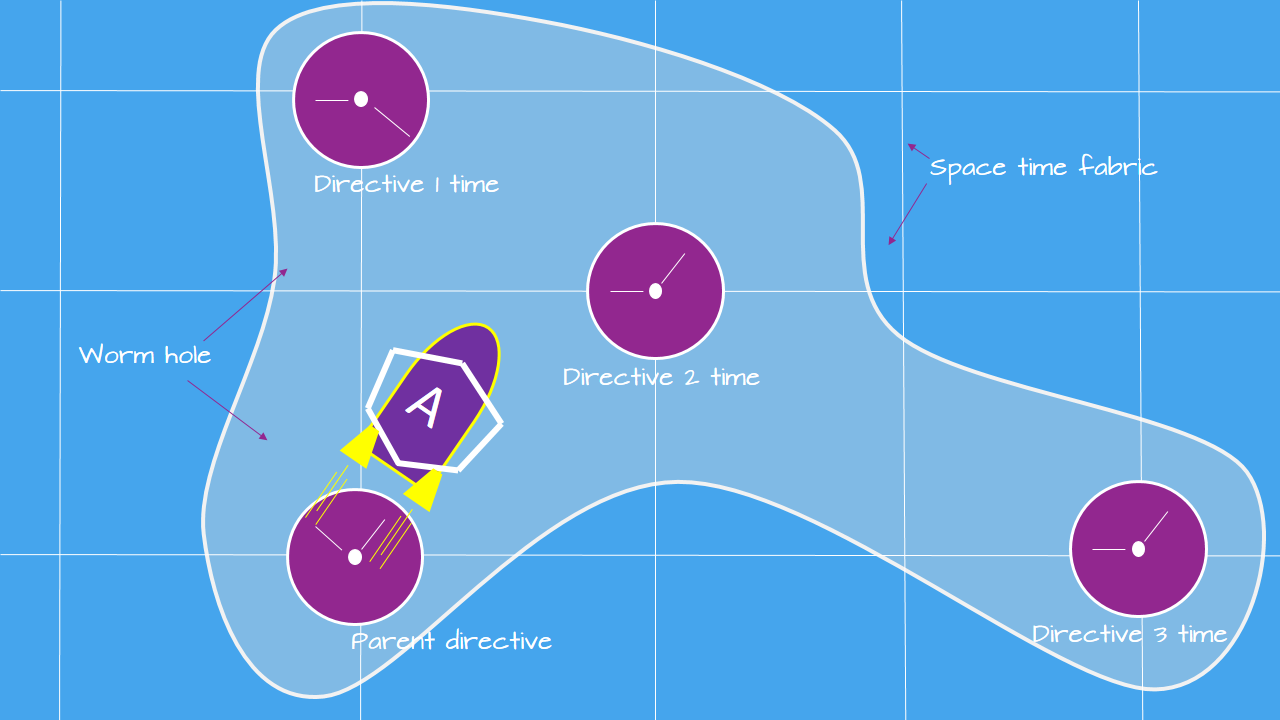 Directive 1 time
Space time fabric
Worm hole
Directive 2 time
A
Parent directive
Directive 3 time